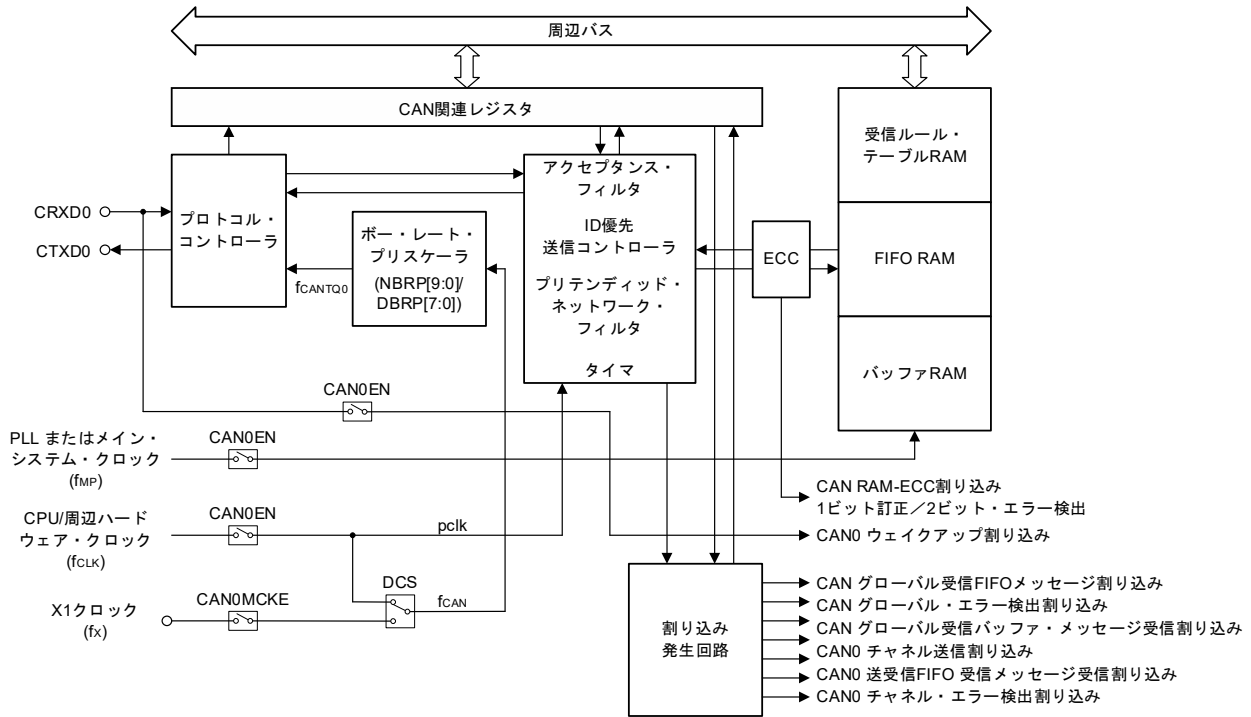 周辺バス
CAN関連レジスタ
受信ルール・
テーブルRAM
FIFO RAM
バッファRAM
プロトコル・
コントローラ
CRXD0
CTXD0
ボー・レート・
プリスケーラ
(NBRP[9:0]/
DBRP[7:0])
fCANTQ0
アクセプタンス・
フィルタ
ID優先
送信コントローラ
プリテンディッド・
ネットワーク・
フィルタ
タイマ
ECC
CAN0EN
PLL またはメイン・
システム・クロック
(fMP)
CAN0EN
CPU/周辺ハード
ウェア・クロック
(fCLK)
CAN0EN
pclk
X1クロック
(fX)
CAN0MCKE
DCS
fCAN
CAN RAM-ECC割り込み
1ビット訂正/2ビット・エラー検出
CAN0 ウェイクアップ割り込み
割り込み
発生回路
CAN グローバル受信FIFOメッセージ割り込み
CAN グローバル・エラー検出割り込み
CAN グローバル受信バッファ・メッセージ受信割り込み
CAN0 チャネル送信割り込み
CAN0 送受信FIFO 受信メッセージ受信割り込み
CAN0 チャネル・エラー検出割り込み